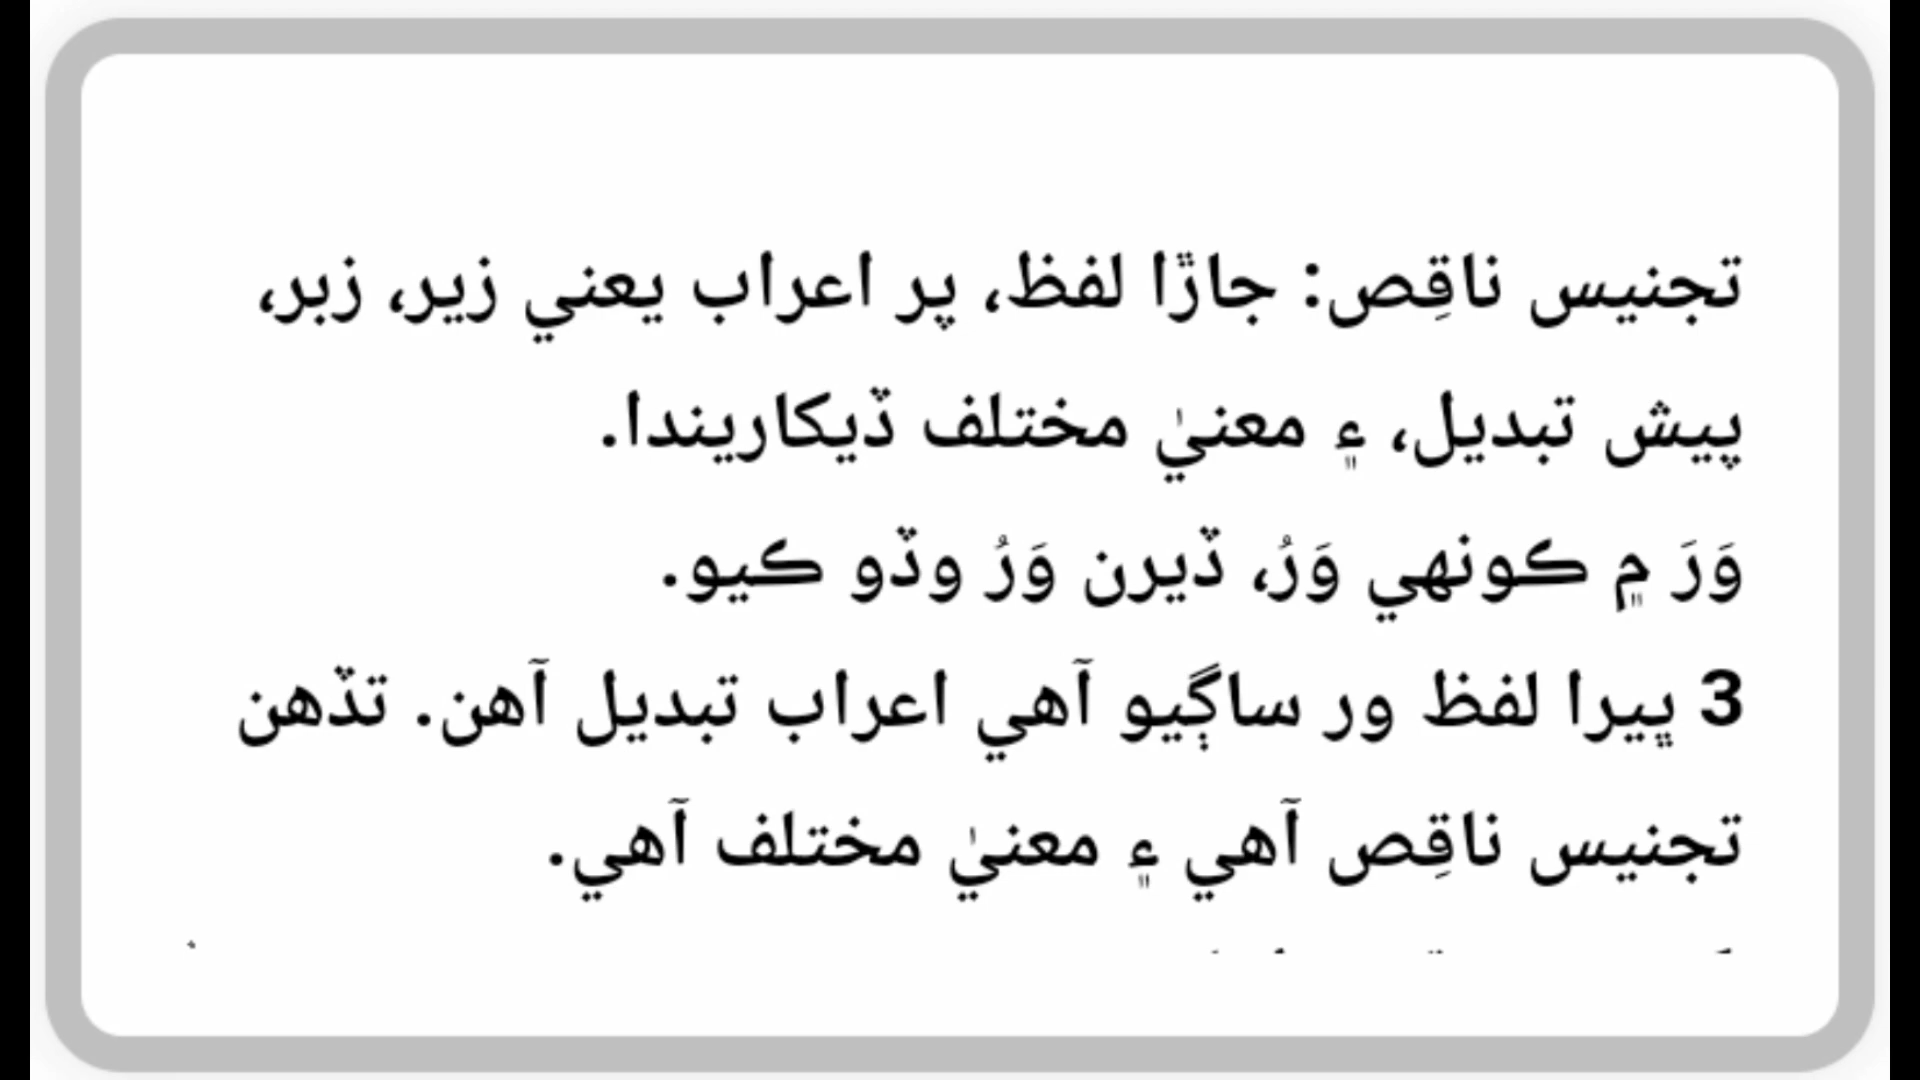 تجنيس ناقِص: جاڙا لفظ، پر اعراب يعني زير، زبر،
پيش تبديل، ۽ معنيٰ مختلف ڏيکاريندا.
وَرَ ۾ ڪونهي وَرُ، ڏيرن وَرُ وڏو ڪيو.
3 ڀيرا لفظ ور ساڳيو آهي اعراب تبديل آهن. تڏهن
تجنيس ناقِص آهي ۽ معنيٰ مختلف آهي.